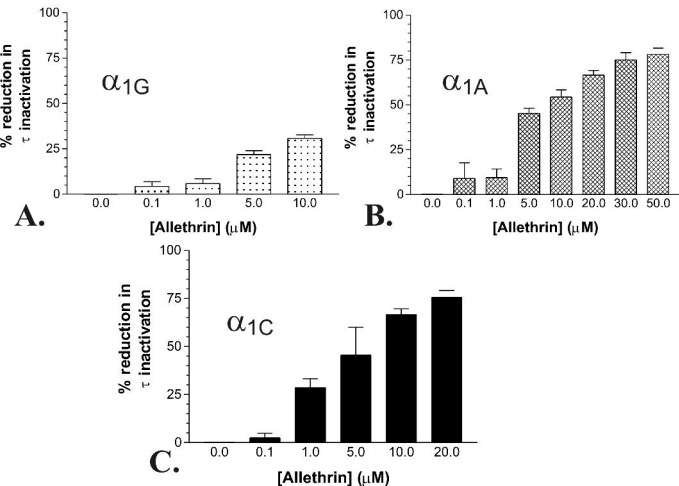 % reduction in
τ inactivation
100
75
50
25
0
α1G
0.0 0.1 1.0 5.0 10.0
[Allethrin] (µM)
A.
% reduction in
τ inactivation
100
75
50
25
0
α1A
0.0 0.1 1.0 5.0 10.0 20.0 30.0 50.0
[Allethrin] (µM)
B.
% reduction in
τ inactivation
100
75
50
25
0
α1C
0.0 0.1 1.0 5.0 10.0 20.0
[Allethrin] (µM)
C.